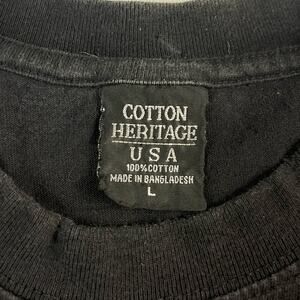 COTTON
HERITAGE
USA
100%COTTON
MADE IN BANGLADESH
L